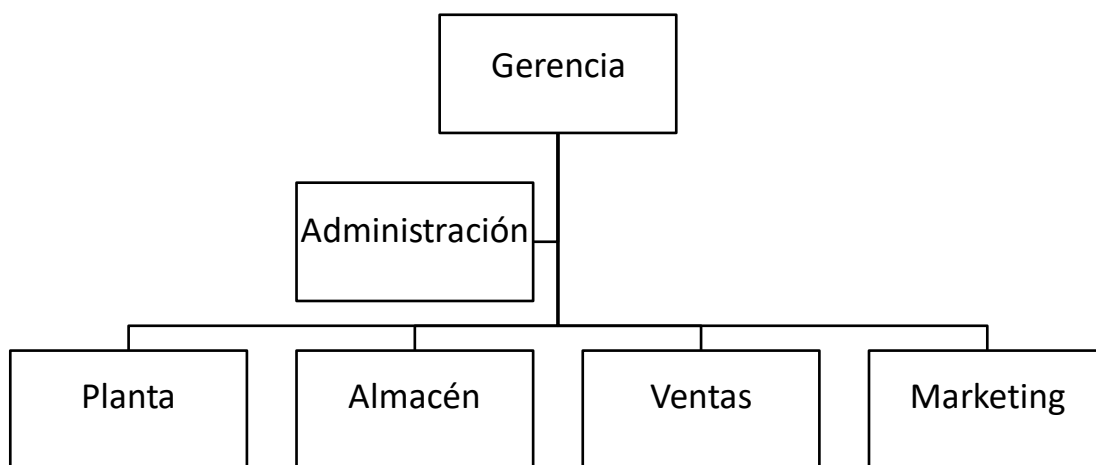 Gerencia
Administración
Planta
Almacén
Ventas
Marketing